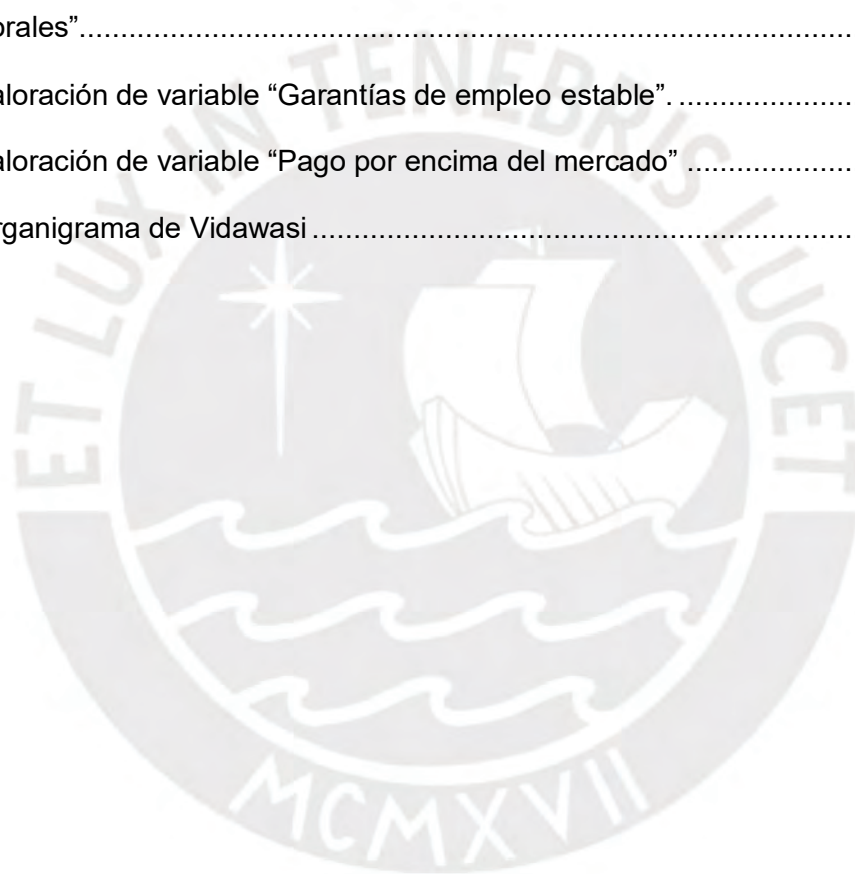 orales”..........................................................................................
aloración de variable “Garantías de empleo estable”. .....................
aloración de variable “Pago por encima del mercado” ....................
rganigrama de Vidawasi..................................................................
ET LUX IN TENEBRIS LUCET
MCMXVII